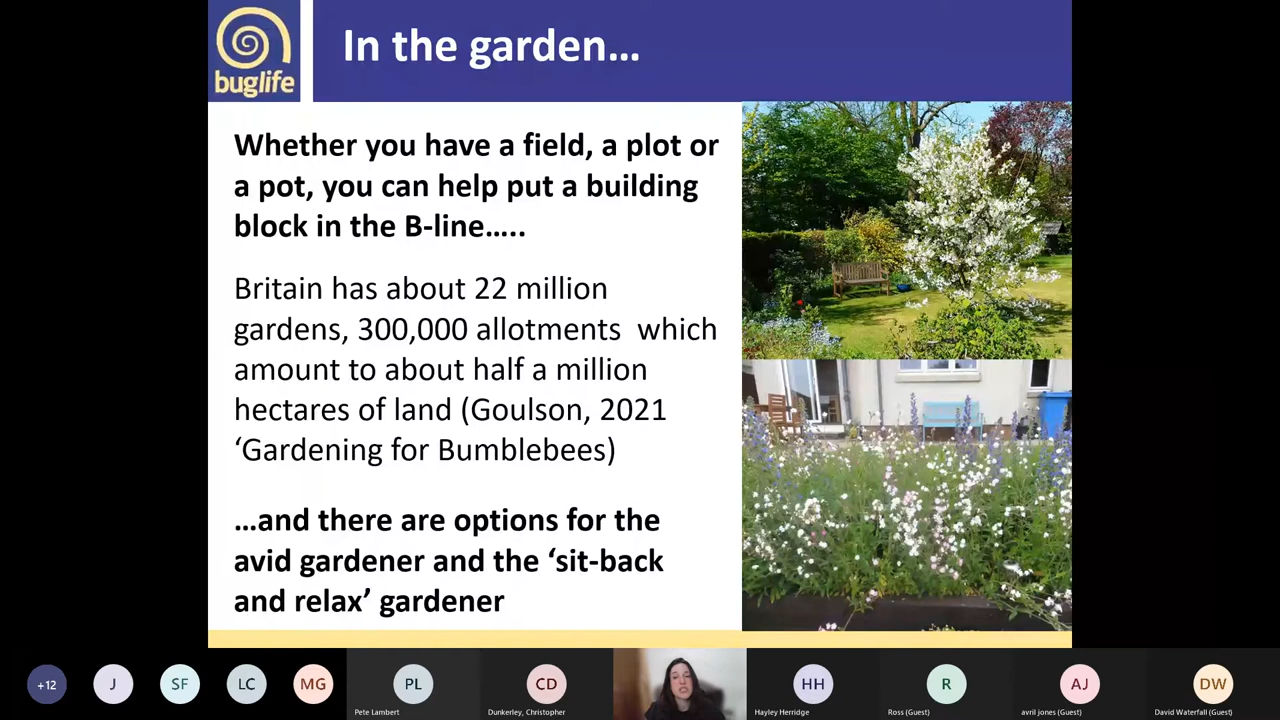 buglife
In the garden...
Whether you have a field, a plot or
a pot, you can help put a building
block in the B-line.....
Britain has about 22 million
gardens, 300,000 allotments  which
amount to about half a million
hectares of land (Goulson, 2021
‘Gardening for Bumblebees)
...and there are options for the
avid gardener and the ‘sit-back
and relax’ gardener
+12
J
SF
LC
MG
PL
Pete Lambert
CD
Dunkerley, Christopher
HH
Hayley Herridge
R
Ross (Guest)
AJ
avril jones (Guest)
DW
David Waterfall (Guest)